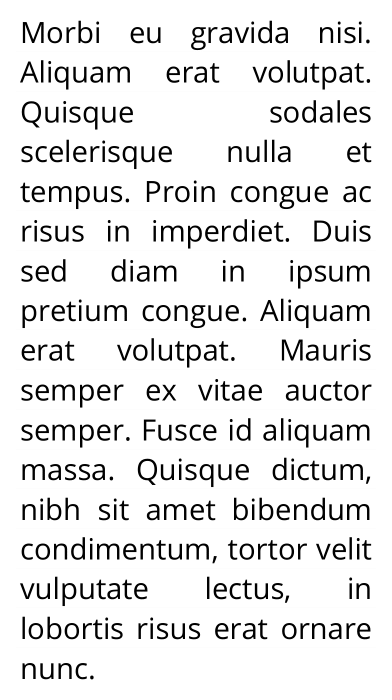 Morbi eu gravida nisi.
Aliquam erat volutpat.
Quisque sodales
scelerisque nulla et
tempus. Proin congue ac
risus in imperdiet. Duis
sed diam in ipsum
pretium congue. Aliquam
erat volutpat. Mauris
semper ex vitae auctor
semper. Fusce id aliquam
massa. Quisque dictum,
nibh sit amet bibendum
condimentum, tortor velit
vulputate lectus, in
lobortis risus erat ornare
nunc.